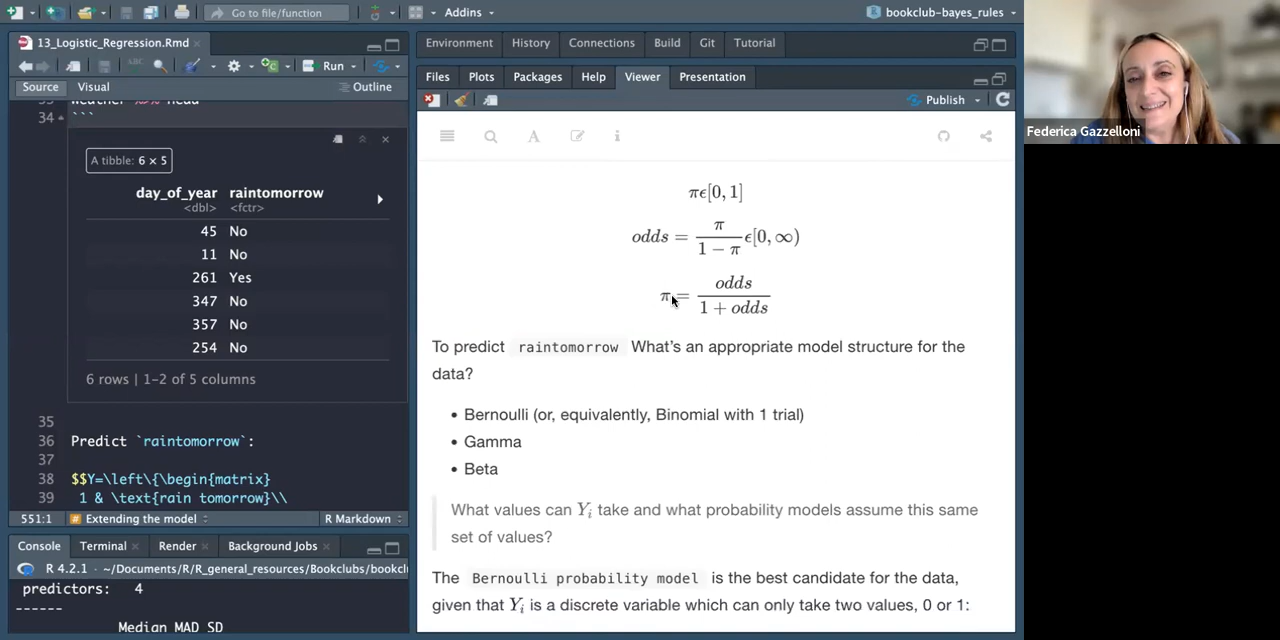 Go to file/function
Addins
bookclub-bayes_rules
13_Logistic_Regression.Rmd
Run
Source
Visual
Outline
34
A tibble: 6 × 5
day_of_year raintomorrow
<dbl> <fctr>
45 No
11 No
261 Yes
347 No
357 No
254 No
6 rows | 1-2 of 5 columns
35
36 Predict `raintomorrow`:
37
38 $$Y=\left\{\begin{matrix}
39 1 & \text{rain tomorrow}\\
551:1
# Extending the model
R Markdown
Console
Terminal
Render
Background Jobs
R 4.2.1 · ~/Documents/R/R_general_resources/Bookclubs/bookcl
predictors: 4
------
Median MAD_SD
Environment
History
Connections
Build
Git
Tutorial
Files
Plots
Packages
Help
Viewer
Presentation
Publish
πϵ[0, 1]
odds = π / (1 − π) ϵ[0, ∞)
π = odds / (1 + odds)
To predict raintomorrow What's an appropriate model structure for the
data?
• Bernoulli (or, equivalently, Binomial with 1 trial)
• Gamma
• Beta
What values can Yi take and what probability models assume this same
set of values?
The Bernoulli probability model is the best candidate for the data,
given that Yi is a discrete variable which can only take two values, 0 or 1:
Federica Gazzelloni